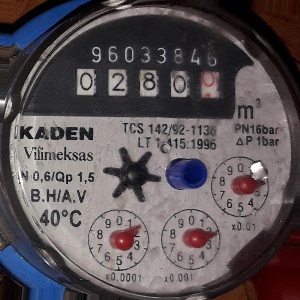 96033846
0280
m³
KADEN
TCS 142/92-1136
PN16bar
Vilimeksas
LT 1-115:1996
ΔP 1bar
N 0,6/Qp 1,5
B.H/A.V
40°C
x0.01
x0.0001
x0.001